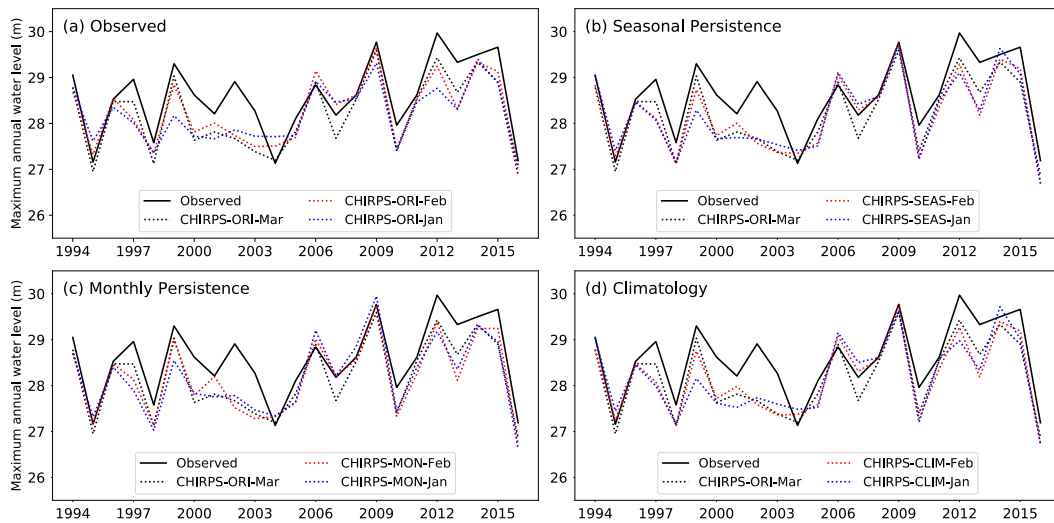 (a) Observed
Maximum annual water level (m)
30
29
28
27
26
Observed
CHIRPS-ORI-Mar
CHIRPS-ORI-Feb
CHIRPS-ORI-Jan
1994 1997 2000 2003 2006 2009 2012 2015
(b) Seasonal Persistence
30
29
28
27
26
Observed
CHIRPS-ORI-Mar
CHIRPS-SEAS-Feb
CHIRPS-SEAS-Jan
1994 1997 2000 2003 2006 2009 2012 2015
(c) Monthly Persistence
Maximum annual water level (m)
30
29
28
27
26
Observed
CHIRPS-ORI-Mar
CHIRPS-MON-Feb
CHIRPS-MON-Jan
1994 1997 2000 2003 2006 2009 2012 2015
(d) Climatology
30
29
28
27
26
Observed
CHIRPS-ORI-Mar
CHIRPS-CLIM-Feb
CHIRPS-CLIM-Jan
1994 1997 2000 2003 2006 2009 2012 2015